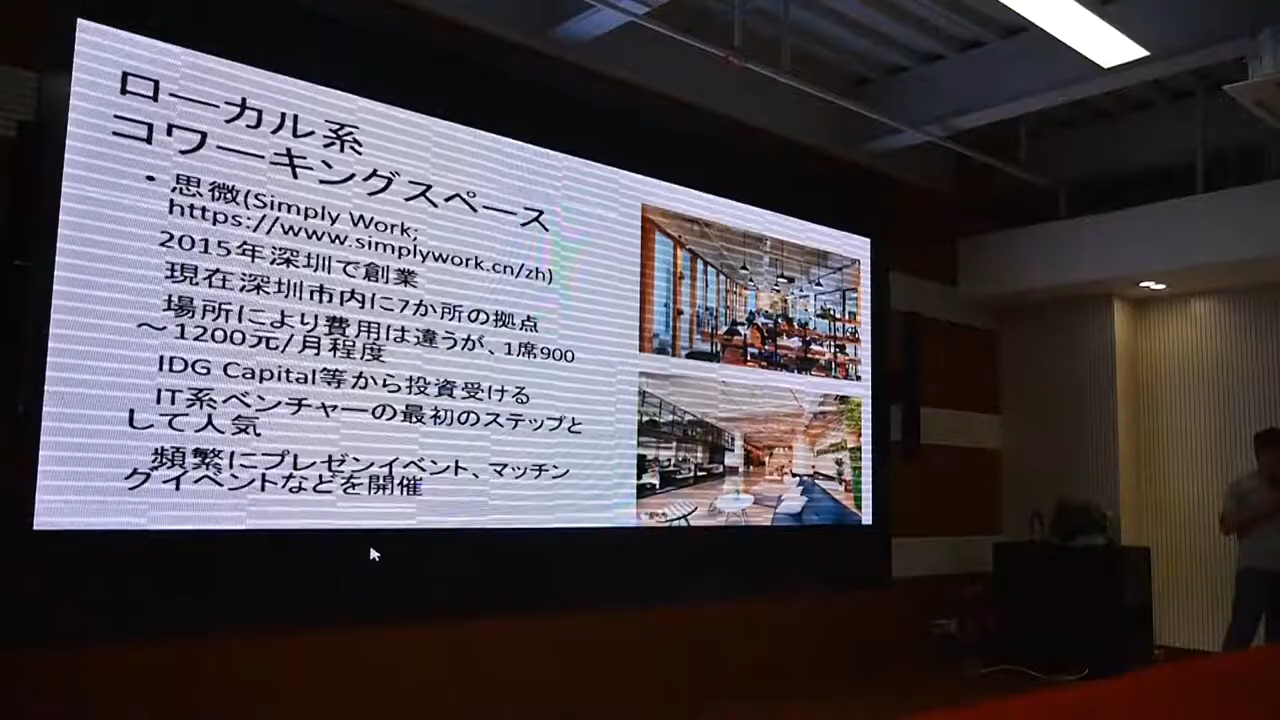 ローカル系
コワーキングスペース
・思微(Simply Work;
https://www.simplywork.cn/zh)
2015年深圳で創業
現在深圳市内に7か所の拠点
場所により費用は違うが、1席900
～1200元/月程度
IDG Capital等から投資受ける
IT系ベンチャーの最初のステップと
して人気
頻繁にプレゼンイベント、マッチン
グイベントなどを開催